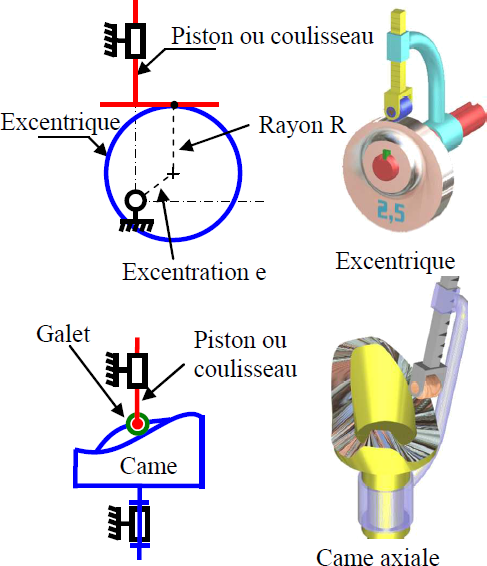 Piston ou coulisseau
Excentrique
Rayon R
2,5
Excentration e
Excentrique
Galet
Piston ou
coulisseau
Came
Came axiale